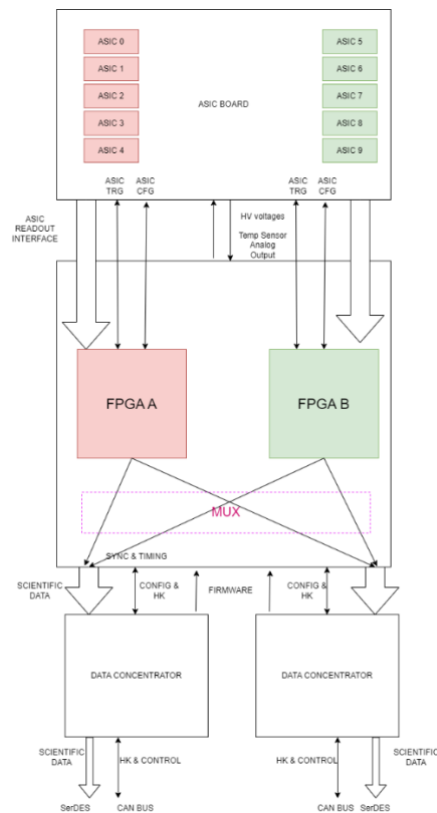 ASIC 0
ASIC 5
ASIC 1
ASIC 6
ASIC 2
ASIC BOARD
ASIC 7
ASIC 3
ASIC 8
ASIC 4
ASIC 9
ASIC
TRG
ASIC
CFG
ASIC
TRG
ASIC
CFG
ASIC
READOUT
INTERFACE
HV voltages
Temp Sensor
Analog
Output
FPGA A
FPGA B
MUX
SYNC & TIMING
SCIENTIFIC
DATA
CONFIG &
HK
FIRMWARE
CONFIG &
HK
SCIENTIFIC
DATA
DATA CONCENTRATOR
DATA CONCENTRATOR
SCIENTIFIC
DATA
HK & CONTROL
HK & CONTROL
SCIENTIFIC
DATA
SerDES
CAN BUS
CAN BUS
SerDES